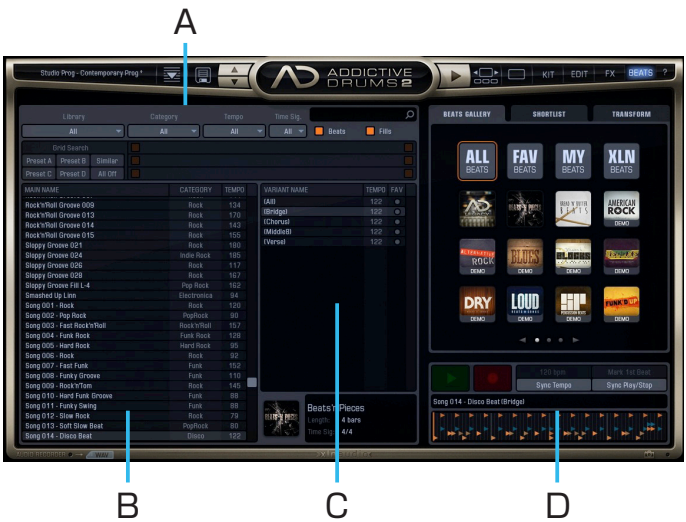 A
Studio Prog - Contemporary Prog *
ADDICTIVE DRUMS 2
KIT EDIT FX BEATS ?
Library Category Tempo Time Sig.
All All All All Beats Fills
Grid Search
Preset A Preset B Similar
Preset C Preset D All Off
MAIN NAME CATEGORY TEMPO
Rock'n'Roll Groove 009 Rock 134
Rock'n'Roll Groove 013 Rock 170
Rock'n'Roll Groove 014 Rock 143
Rock'n'Roll Groove 015 Rock 155
Sloppy Groove 021 Rock 180
Sloppy Groove 024 Indie Rock 185
Sloppy Groove 026 Rock 117
Sloppy Groove 028 Rock 167
Sloppy Groove Fill L-4 Pop Rock 162
Smashed Up Linn Electronica 94
Song 001 - Rock Rock 120
Song 002 - Pop Rock PopRock 90
Song 003 - Fast Rock'n'Roll Rock'n'Roll 157
Song 004 - Funk Rock Funk Rock 126
Song 005 - Hard Rock Hard Rock 95
Song 006 - Rock Rock 92
Song 007 - Fast Funk Funk 152
Song 008 - Funky Groove Funk 110
Song 009 - Rock'n'Tom Rock 145
Song 010 - Hard Funk Groove Funk 88
Song 011 - Funky Swing Funk 88
Song 012 - Slow Rock Rock 79
Song 013 - Soft Slow Beat PopRock 80
Song 014 - Disco Beat Disco 122
VARIANT NAME TEMPO FAV
(All) 122
(Bridge) 122
(Chorus) 122
(Middle8) 122
(Verse) 122
Beats'n'Pieces
Length: 4 bars
Time Sig: 4/4
BEATS GALLERY SHORTLIST TRANSFORM
ALL BEATS FAV BEATS MY BEATS XLN BEATS
AMERICAN ROCK DEMO
ROCK DEMO BLUES DEMO BLOCKS DEMO DEMO
DRY DEMO LOUD DEMO DEMO FUNK'D UP DEMO
120 bpm Mark 1st Beat
Sync Tempo Sync Play/Stop
Song 014 - Disco Beat (Bridge)
AUDIO RECORDER WAV
B
C
D